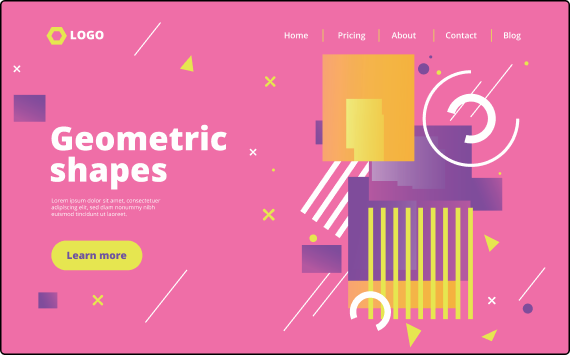 LOGO
Home Pricing About Contact Blog
Geometric
shapes
Lorem ipsum dolor sit amet, consectetuer
adipiscing elit, sed diam nonummy nibh
euismod tincidunt ut laoreet
Learn more